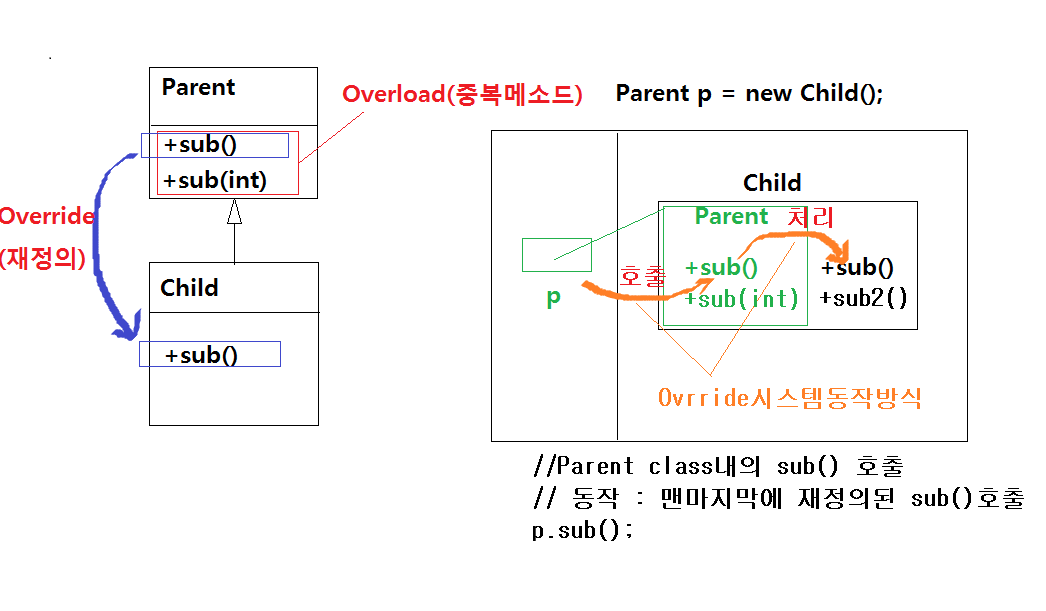 Parent
+sub()
+sub(int)
Overload(중복메소드)
Override
(재정의)
Child
+sub()
Parent p = new Child();
Child
Parent
처리
+sub()
+sub(int)
+sub()
+sub2()
호출
p
Ovrride시스템동작방식
//Parent class내의 sub() 호출
// 동작 : 맨마지막에 재정의된 sub()호출
p.sub();